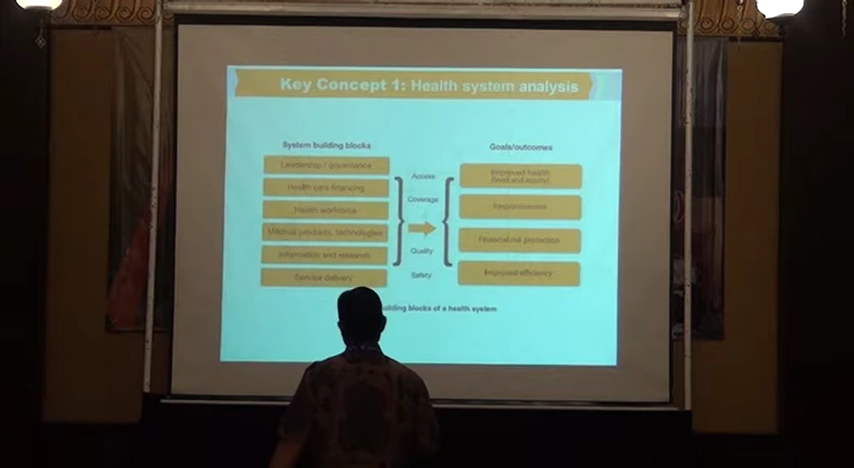 Key Concept 1: Health system analysis
System building blocks
Leadership / governance
Health care financing
Health workforce
Medical products, technologies
Information and research
Service delivery
Access
Coverage
Quality
Safety
Goals/outcomes
Improved health
(level and equity)
Responsiveness
Financial risk protection
Improved efficiency
building blocks of a health system